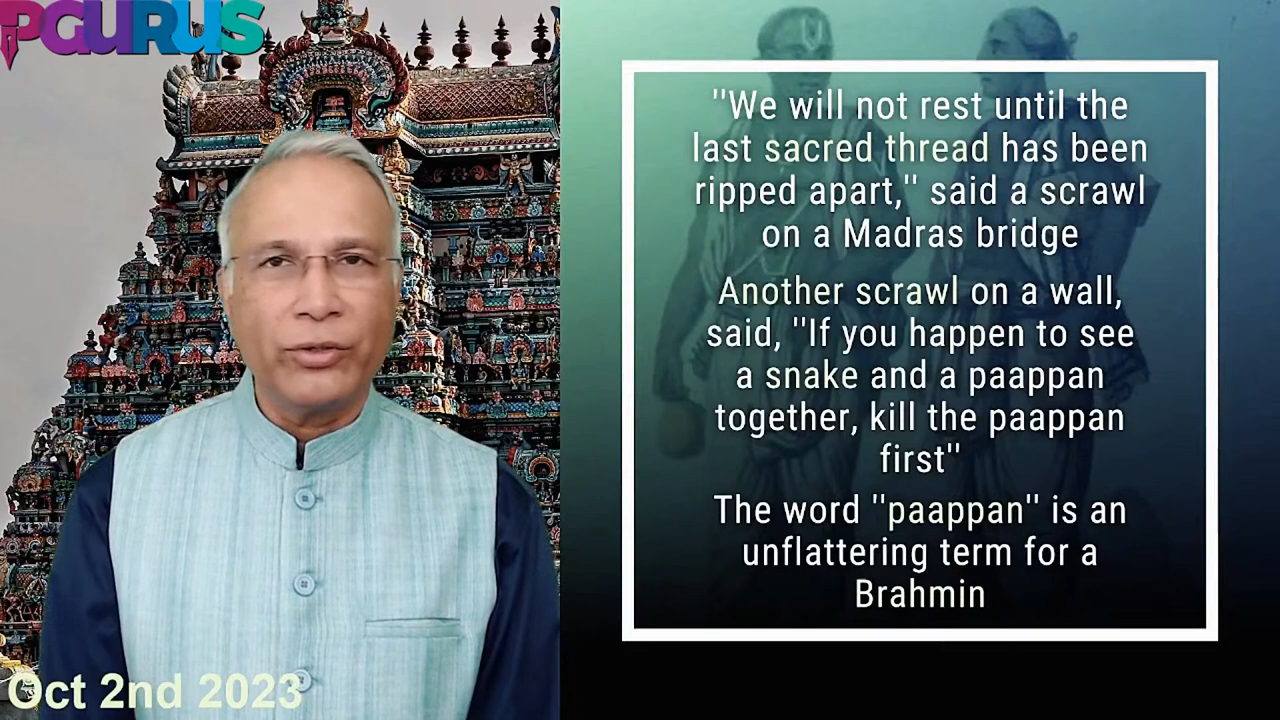 PGURUS
"We will not rest until the
last sacred thread has been
ripped apart," said a scrawl
on a Madras bridge
Another scrawl on a wall,
said, "If you happen to see
a snake and a paappan
together, kill the paappan
first"
The word "paappan" is an
unflattering term for a
Brahmin
Oct 2nd 2023